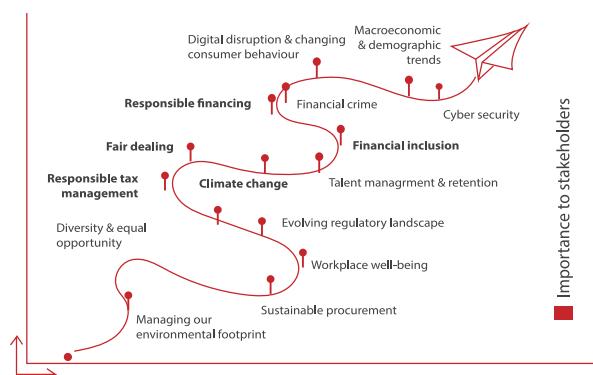 Macroeconomic
& demographic
trends
Digital disruption & changing
consumer behaviour
Responsible financing
Financial crime
Cyber security
Fair dealing
Financial inclusion
Responsible tax
management
Climate change
Talent managrment & retention
Diversity & equal
opportunity
Evolving regulatory landscape
Workplace well-being
Sustainable procurement
Managing our
environmental footprint
Importance to stakeholders